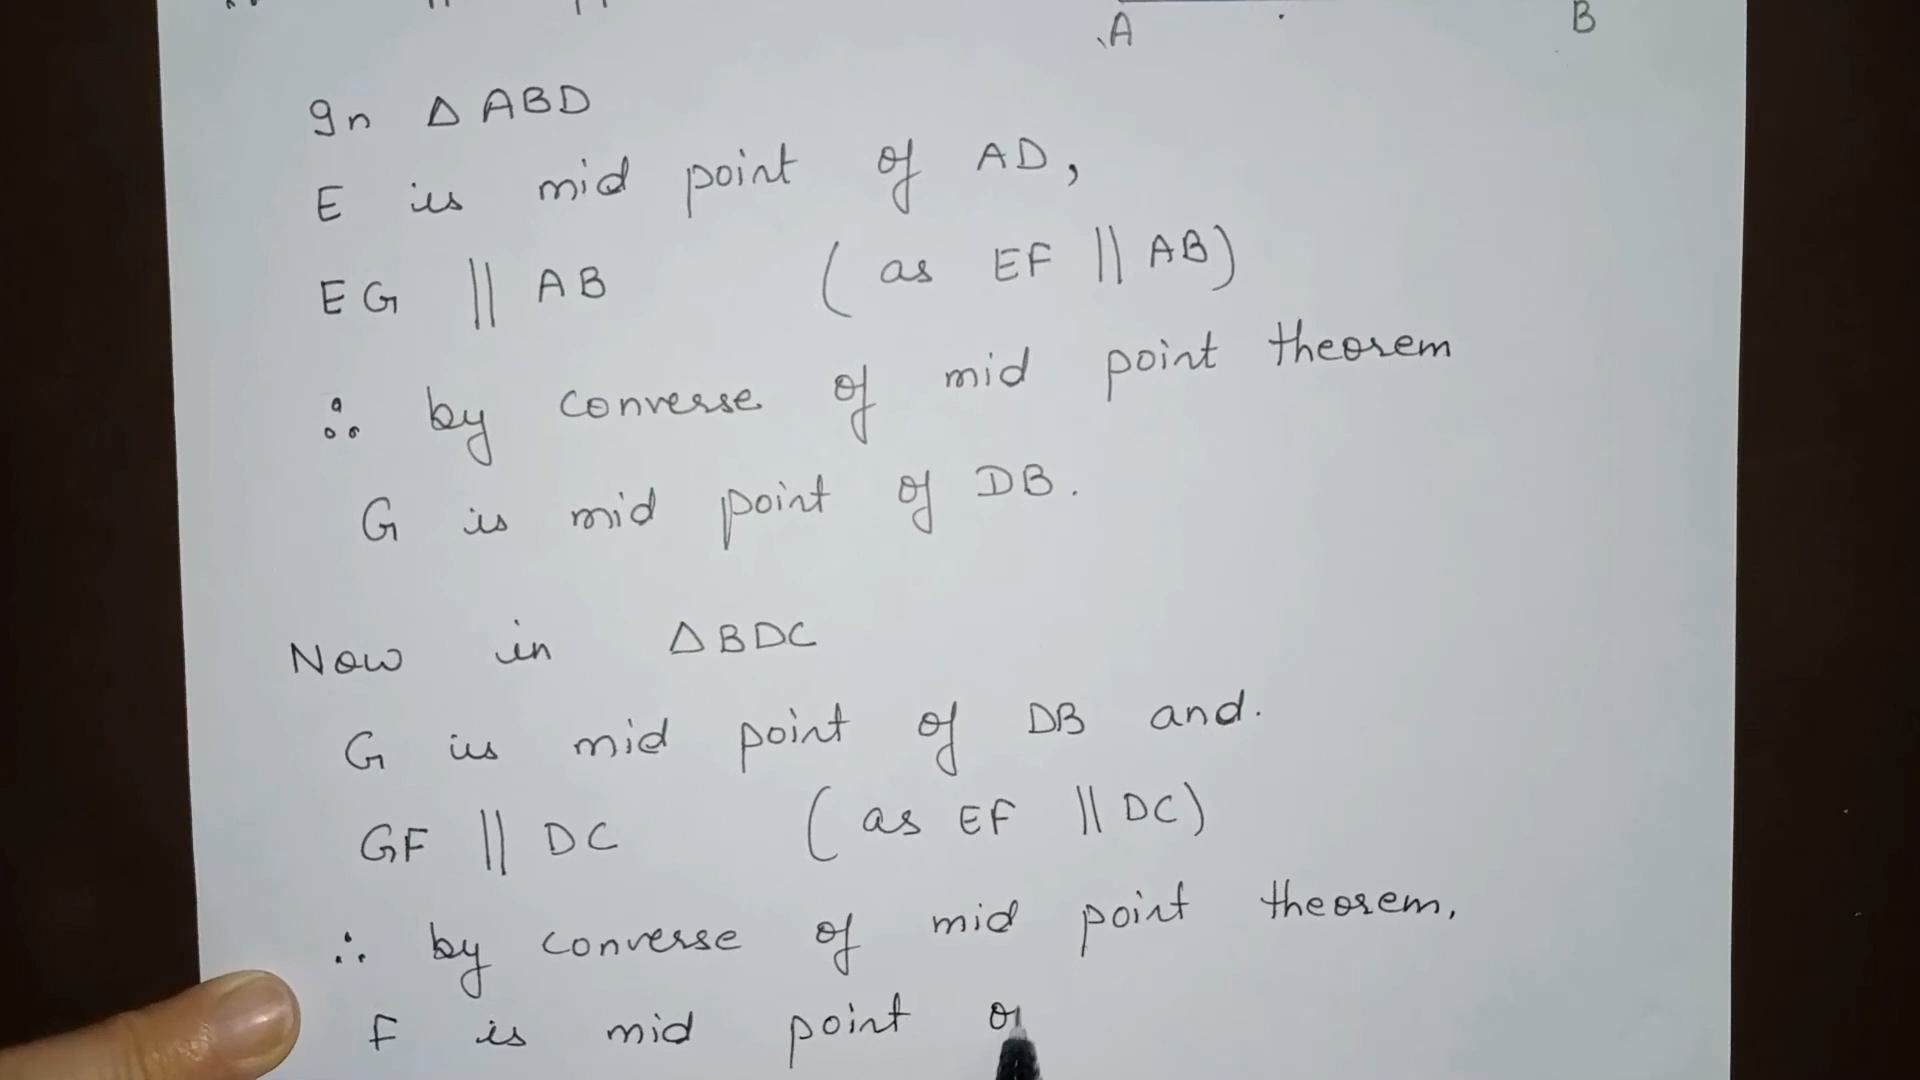 A B
In △ ABD
E is mid point of AD,
EG || AB (as EF || AB)
∴ by converse of mid point theorem
G is mid point of DB.
Now in △BDC
G is mid point of DB and.
GF || DC (as EF || DC)
∴ by converse of mid point theorem,
F is mid point o